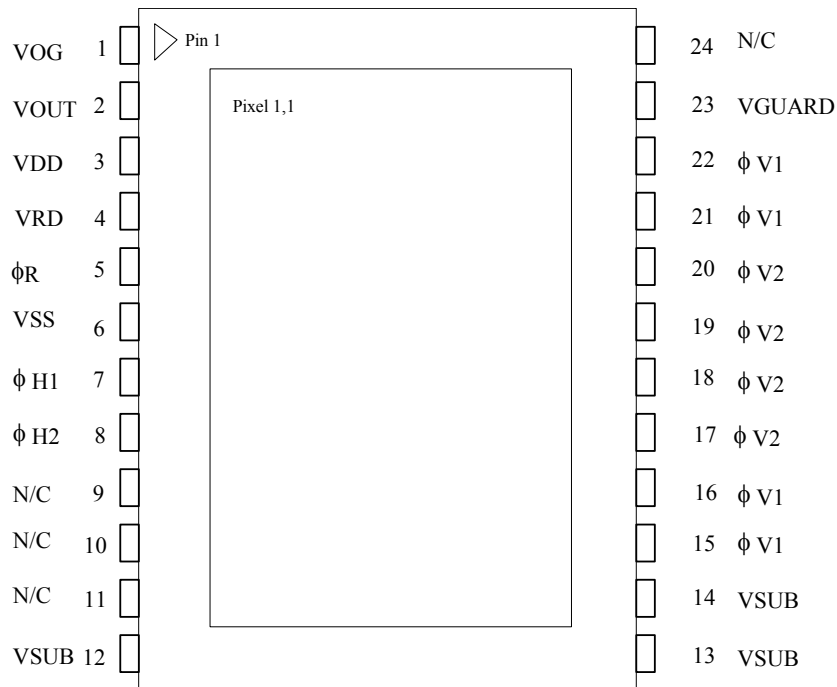 VOG 1 Pin 1 24 N/C
VOUT 2 Pixel 1,1 23 VGUARD
VDD 3 22 ϕ V1
VRD 4 21 ϕ V1
ϕR 5 20 ϕ V2
VSS 6 19 ϕ V2
ϕ H1 7 18 ϕ V2
ϕ H2 8 17 ϕ V2
N/C 9 16 ϕ V1
N/C 10 15 ϕ V1
N/C 11 14 VSUB
VSUB 12 13 VSUB